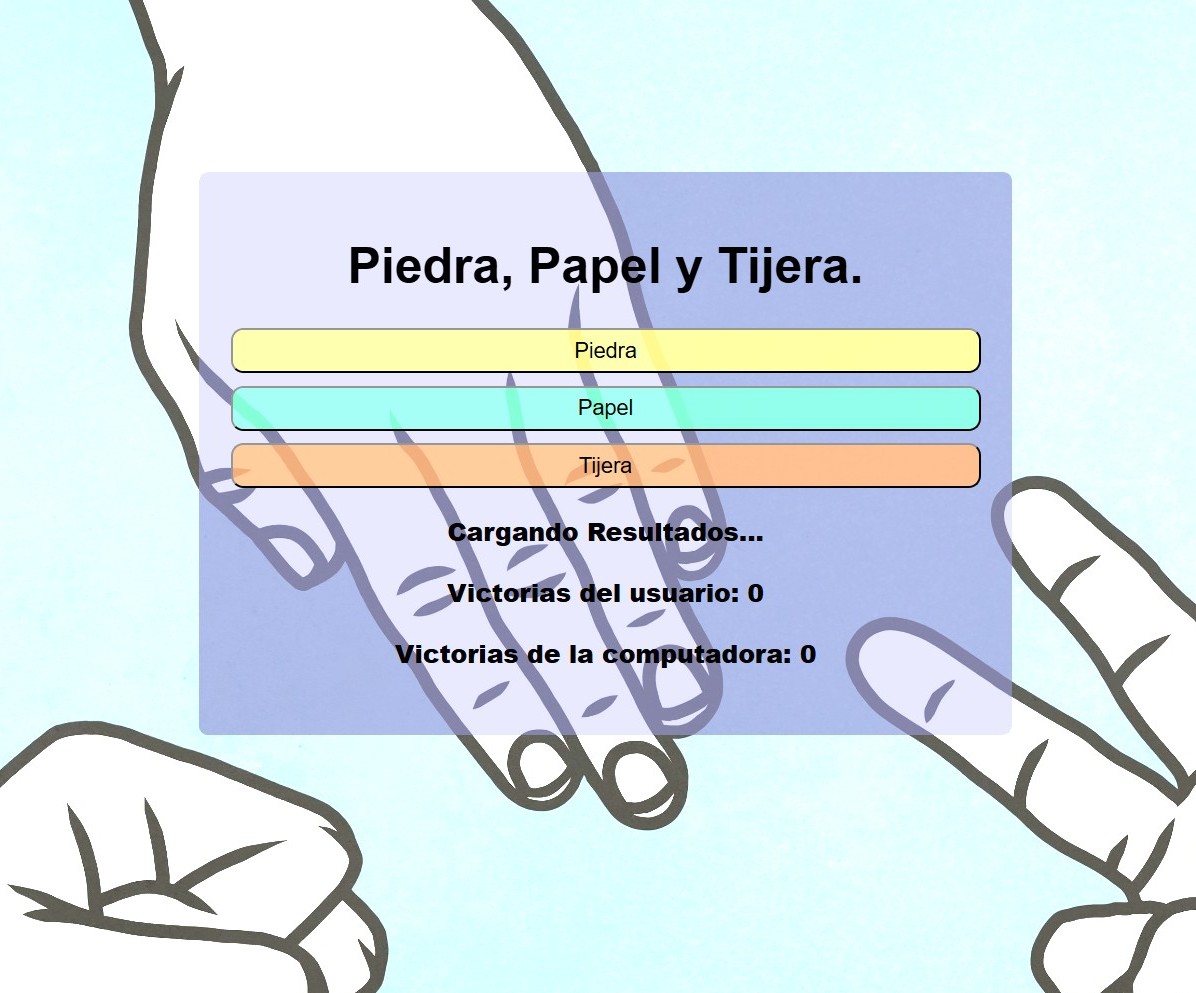 Piedra, Papel y Tijera.
Piedra
Papel
Tijera
Cargando Resultados...
Victorias del usuario: 0
Victorias de la computadora: 0